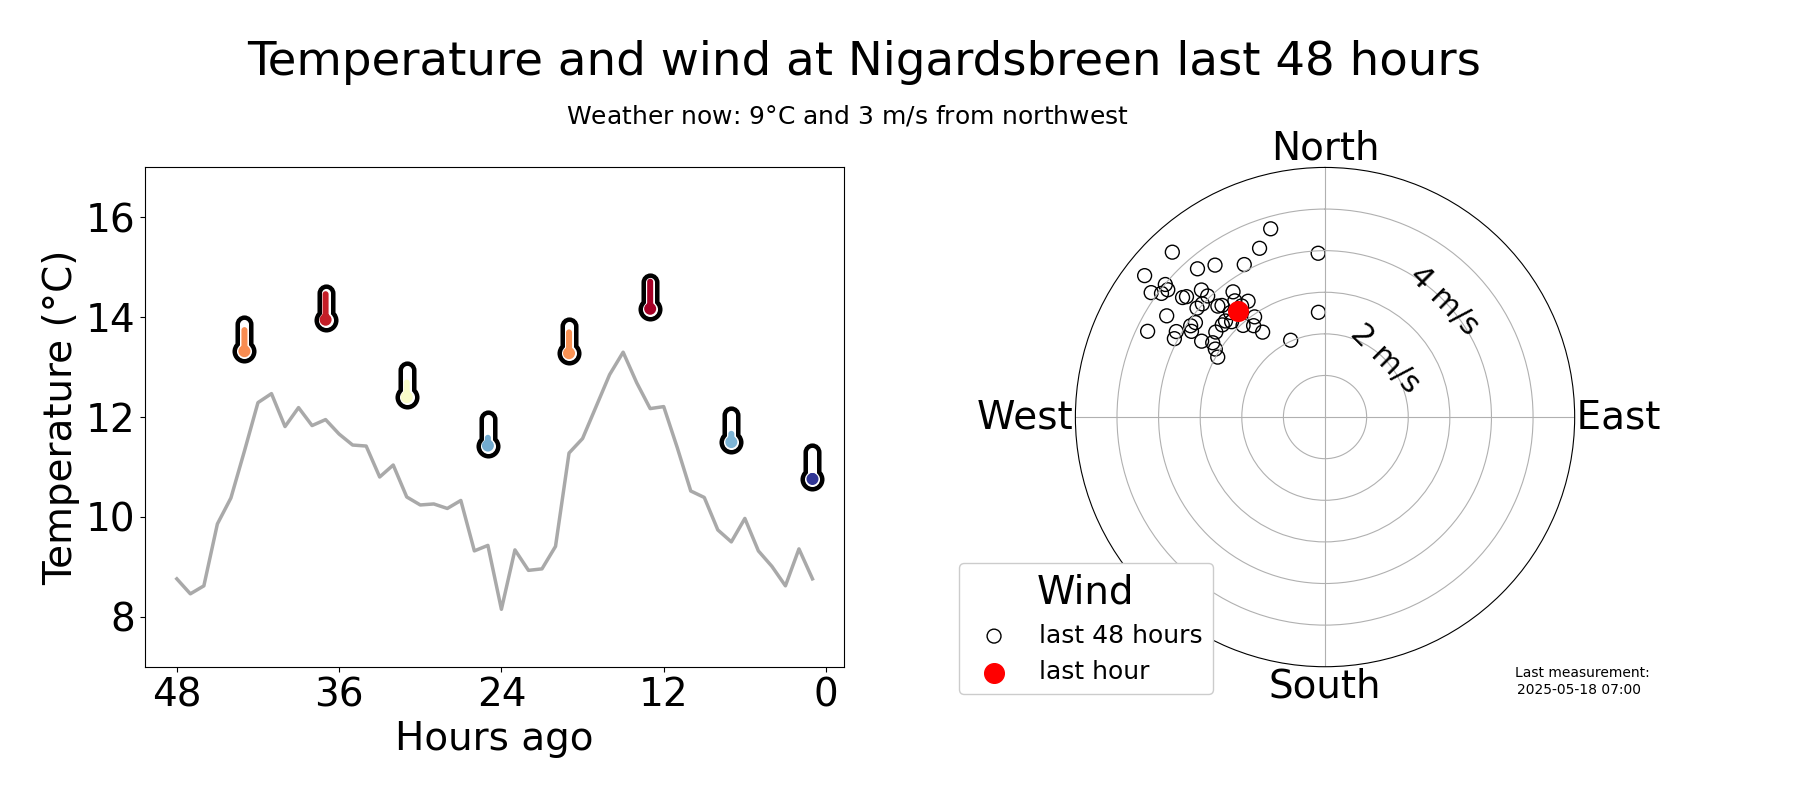 Temperature and wind at Nigardsbreen last 48 hours
Weather now: 9°C and 3 m/s from northwest
Temperature (°C)
16
14
12
10
8
48 36 24 12 0
Hours ago
North
West
East
South
4 m/s
2 m/s
Wind
last 48 hours
last hour
Last measurement:
2025-05-18 07:00